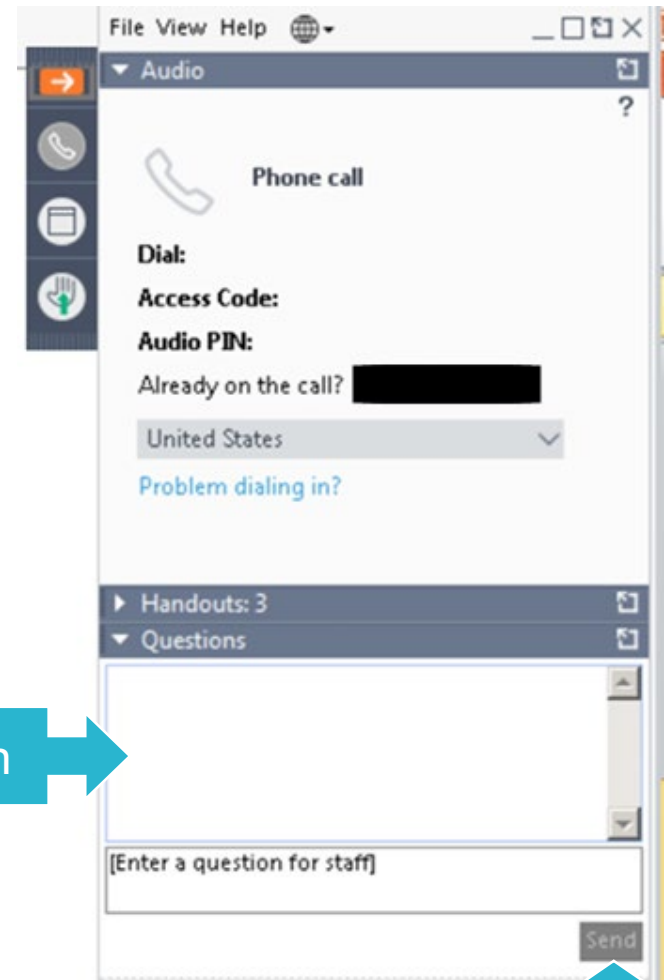 File View Help
Audio
?
Phone call
Dial:
Access Code:
Audio PIN:
Already on the call?
United States
Problem dialing in?
Handouts: 3
Questions
[Enter a question for staff]
Send